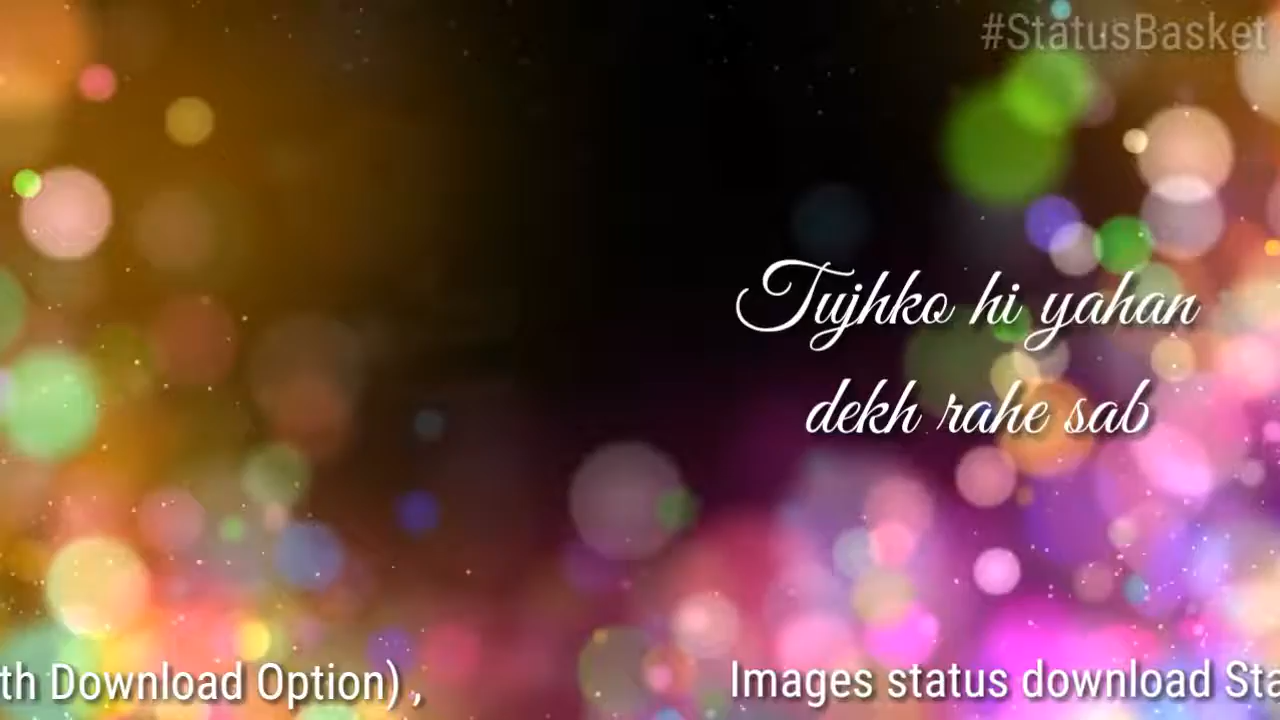 #StatusBasket
Tujhko hi yahan
dekh rahe sab
th Download Option) , Images status download Sta